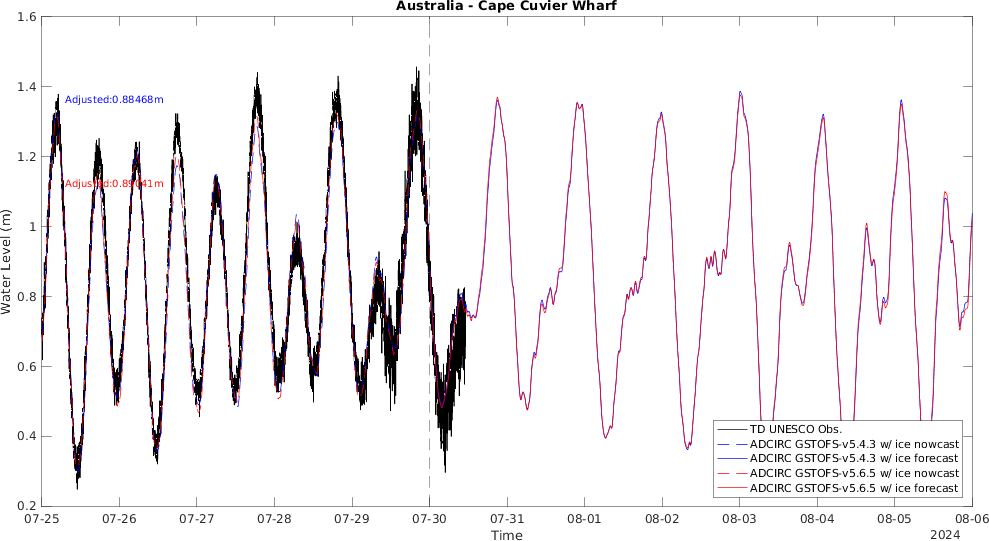 Australia - Cape Cuvier Wharf
1.6
1.4
1.2
1
0.8
0.6
0.4
0.2
Water Level (m)
Adjusted:0.88468m
Adjusted:0.89041m
TD UNESCO Obs.
ADCIRC GSTOFS-v5.4.3 w/ ice nowcast
ADCIRC GSTOFS-v5.4.3 w/ ice forecast
ADCIRC GSTOFS-v5.6.5 w/ ice nowcast
ADCIRC GSTOFS-v5.6.5 w/ ice forecast
07-25 07-26 07-27 07-28 07-29 07-30 07-31 08-01 08-02 08-03 08-04 08-05 08-06
Time
2024